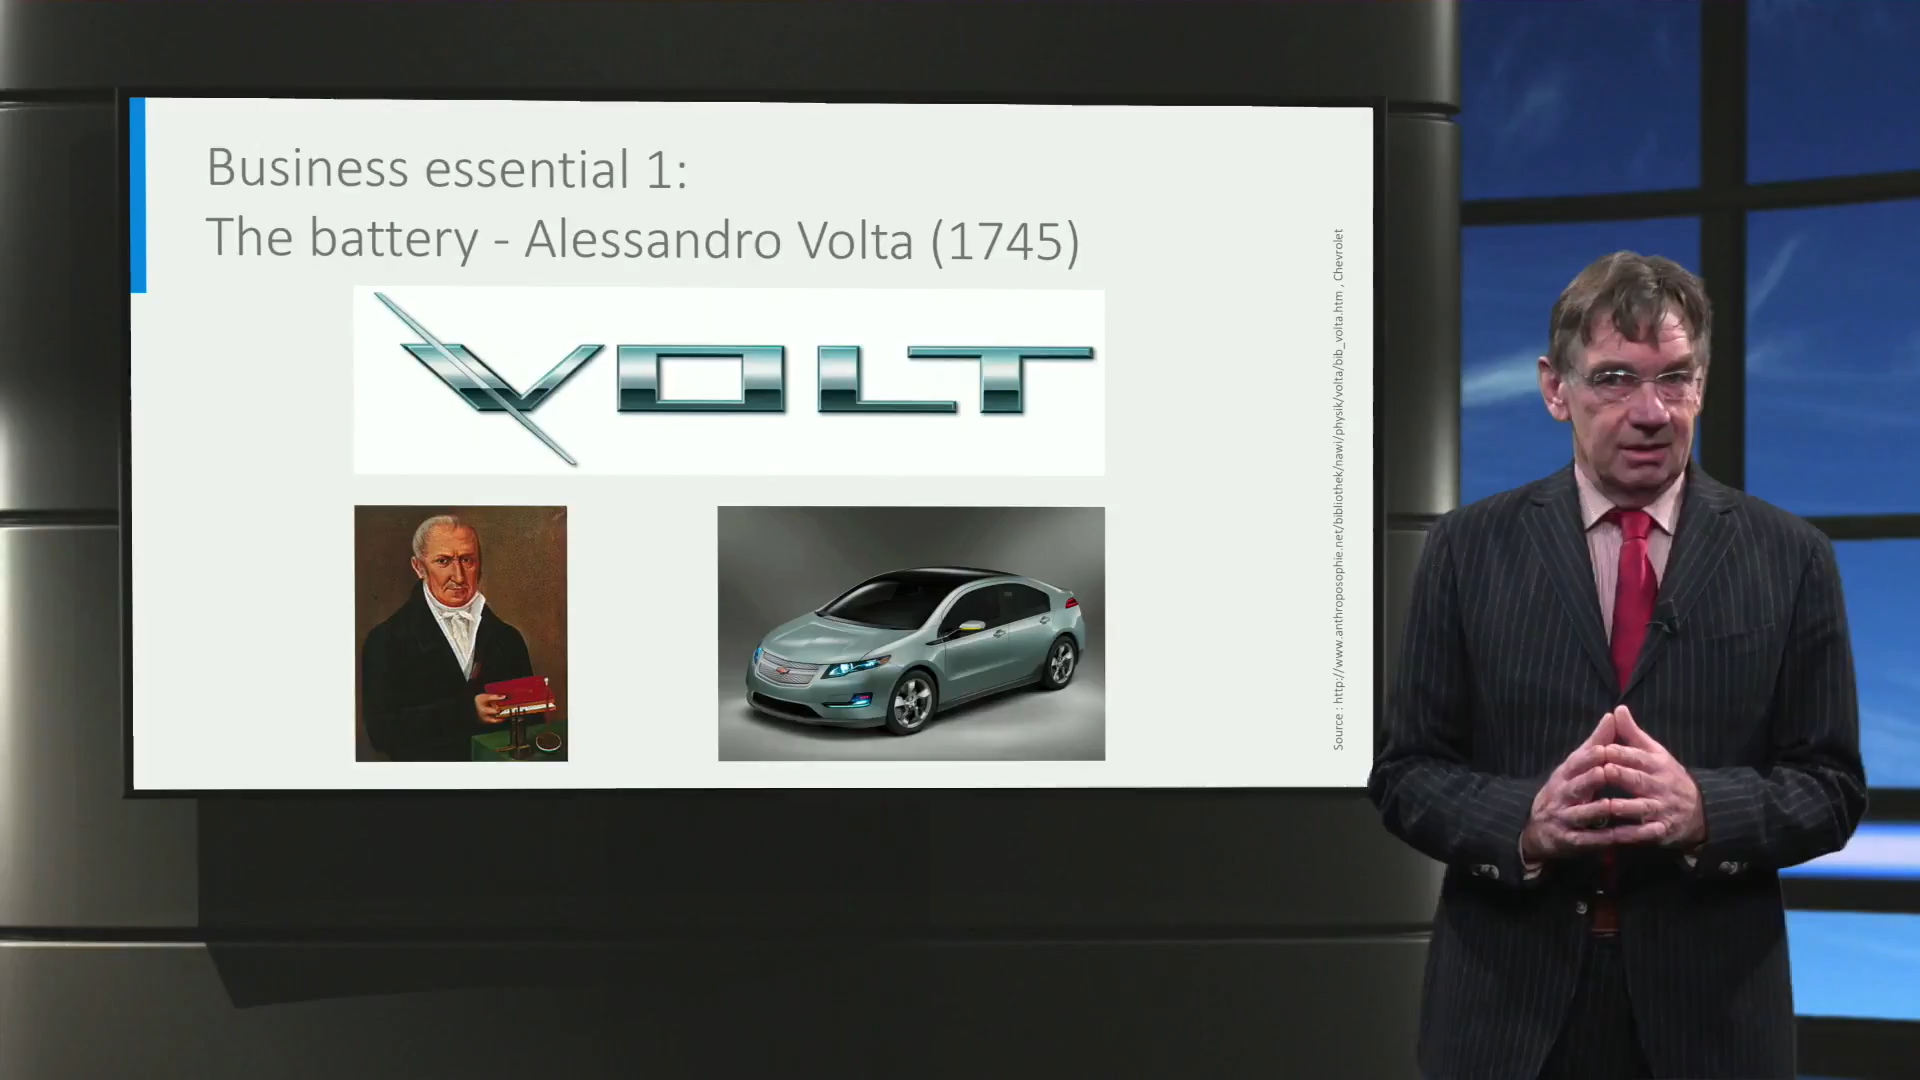 Business essential 1:
The battery - Alessandro Volta (1745)
VOLT
Source : http://www.anthroposophie.net/bibliothek/nawi/physik/volta/bib_volta.htm , Chevrolet